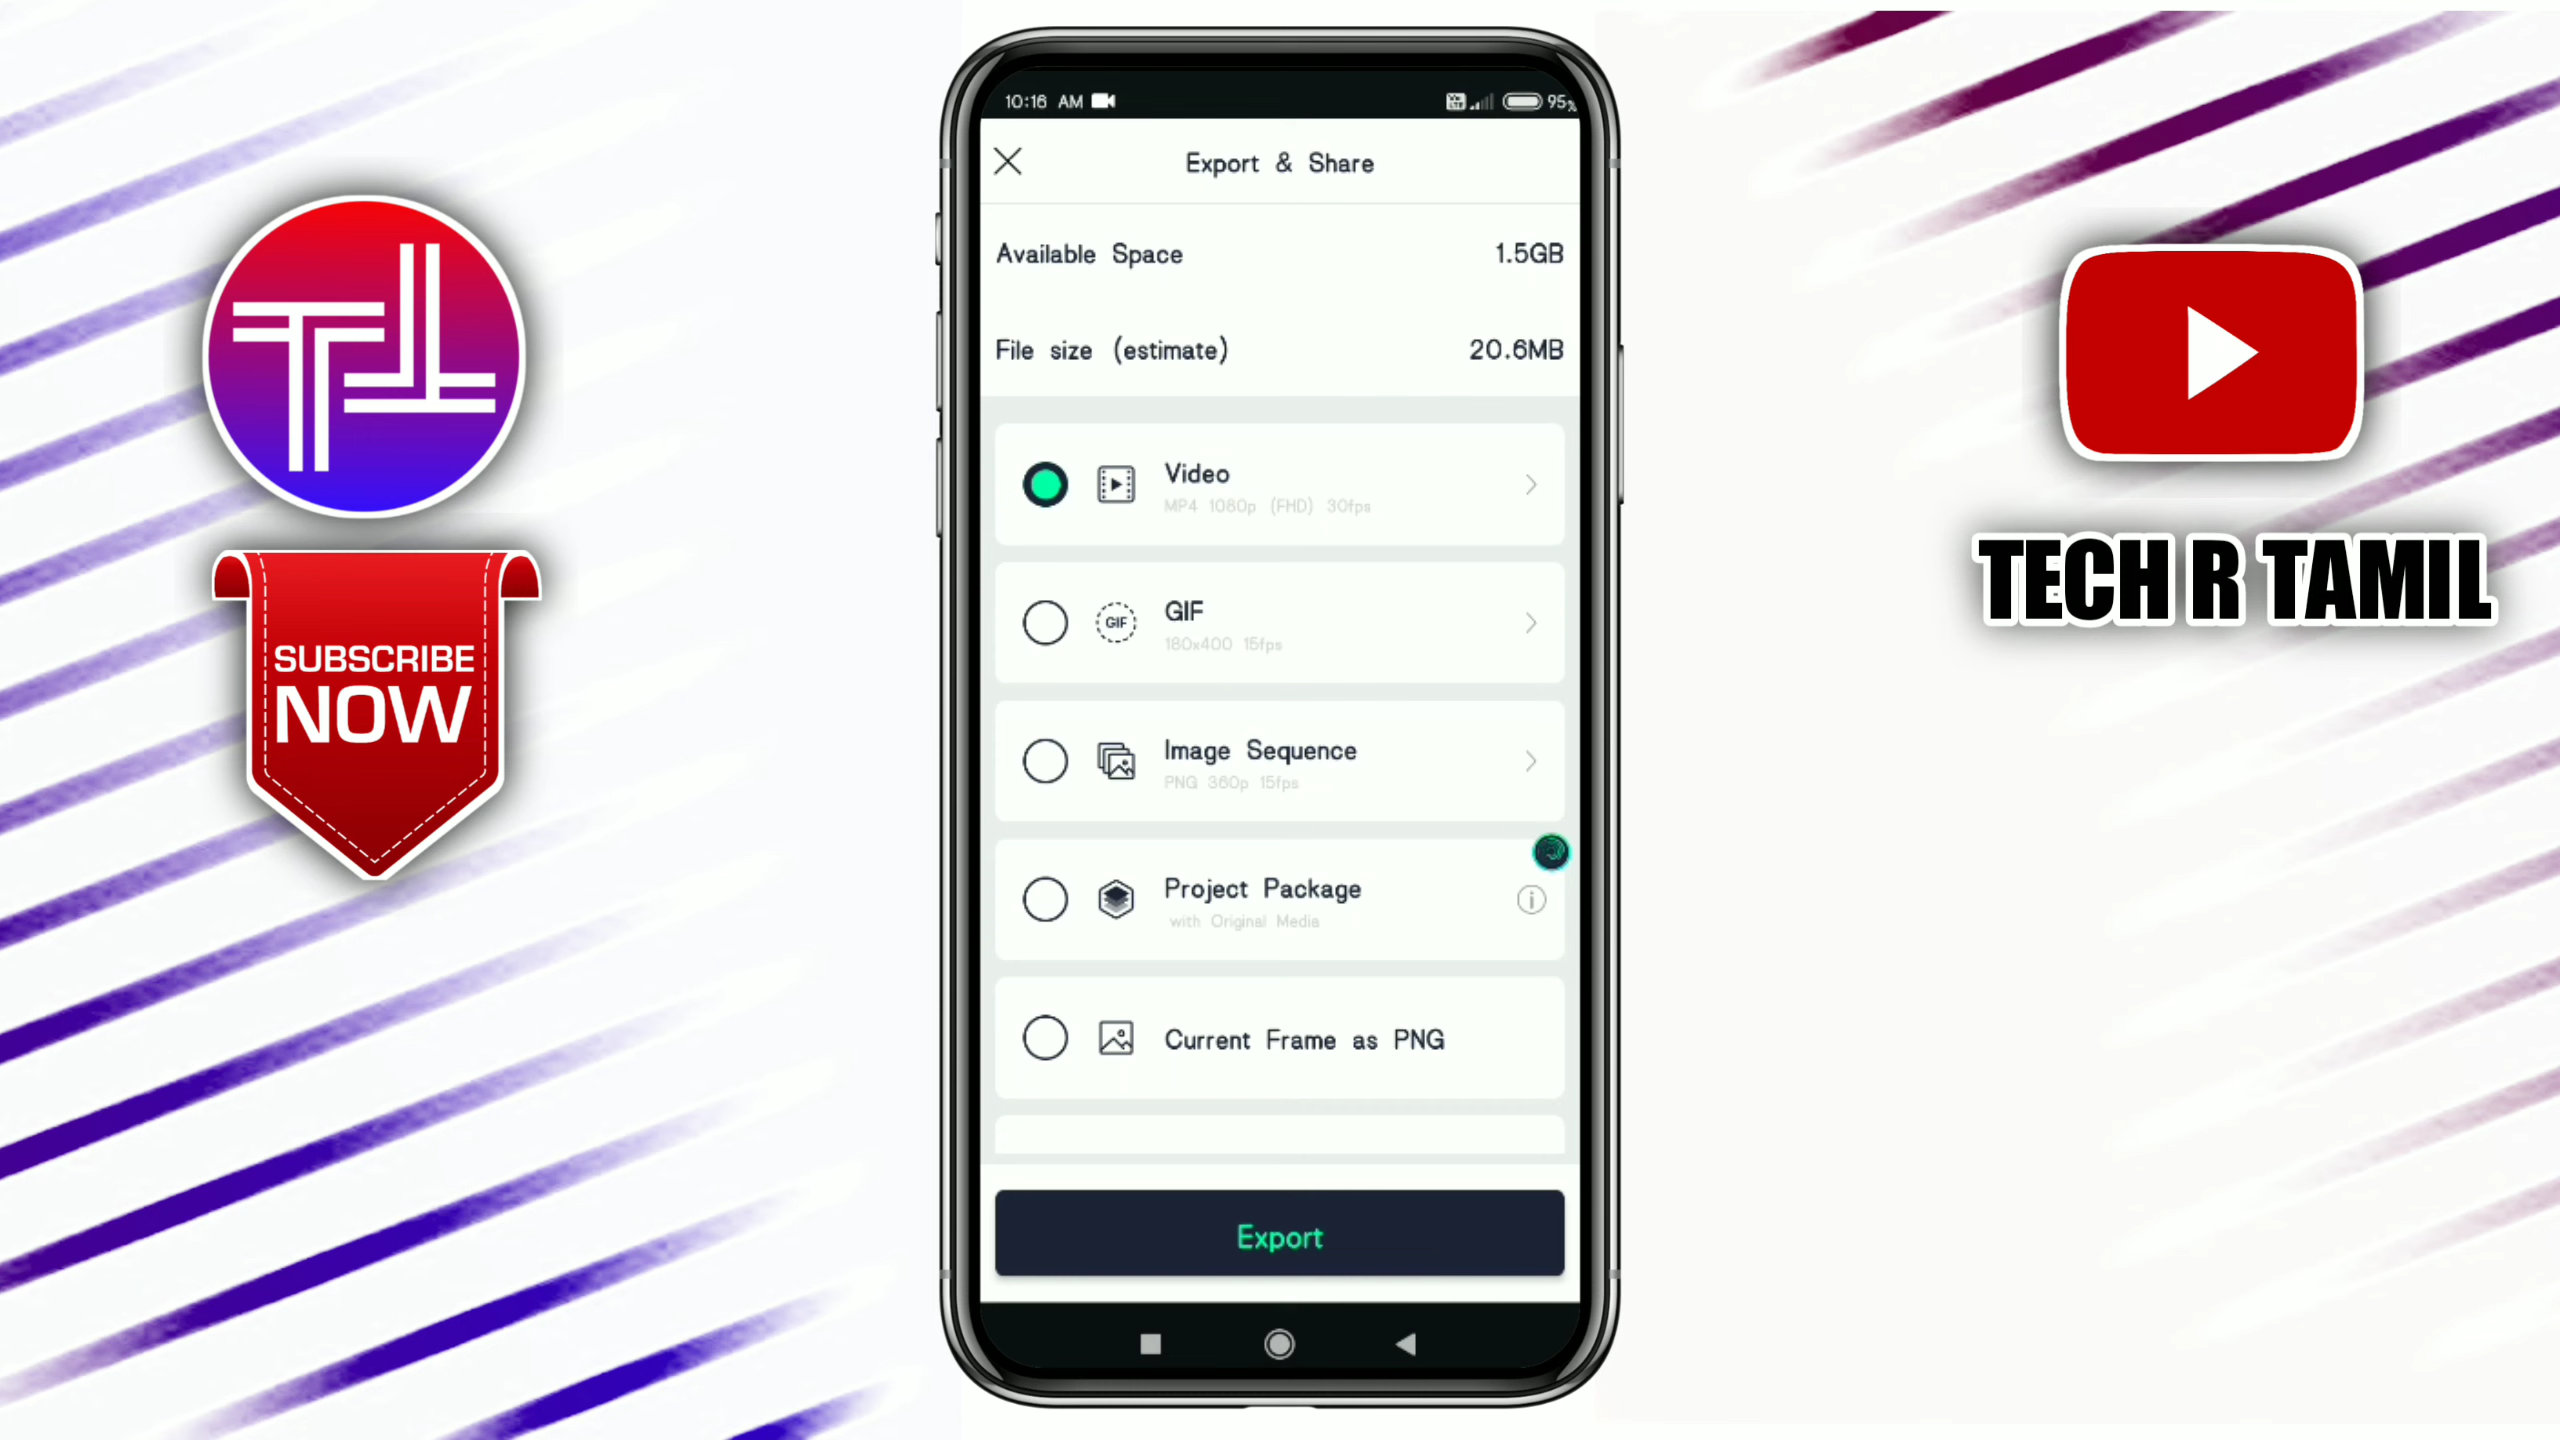 10:16 AM
95%
Export & Share
Available Space 1.5GB
File size (estimate) 20.6MB
Video
MP4 1080p (FHD) 30fps
GIF
GIF
180x400 15fps
Image Sequence
PNG 360p 15fps
Project Package
with Original Media
Current Frame as PNG
Export
SUBSCRIBE
NOW
TECH R TAMIL